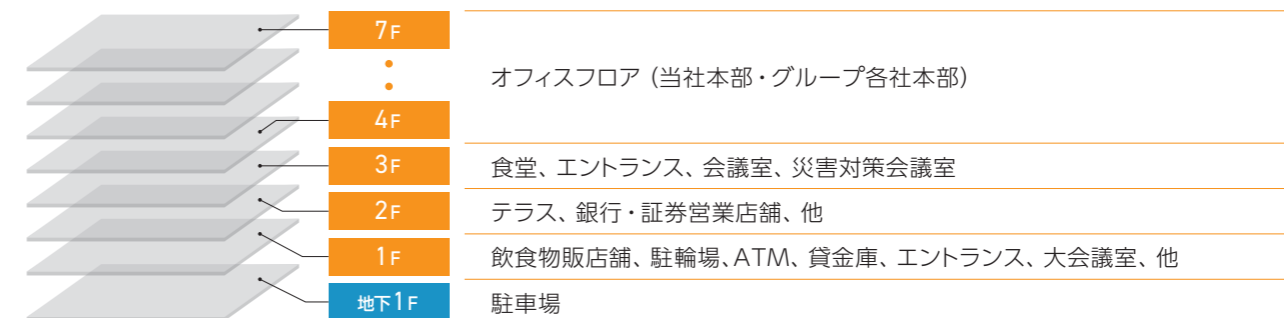 7F
オフィスフロア（当社本部・グループ各社本部）
4F
3F 食堂、エントランス、会議室、災害対策会議室
2F テラス、銀行・証券営業店舗、他
1F 飲食物販店舗、駐輪場、ATM、貸金庫、エントランス、大会議室、他
地下1F 駐車場